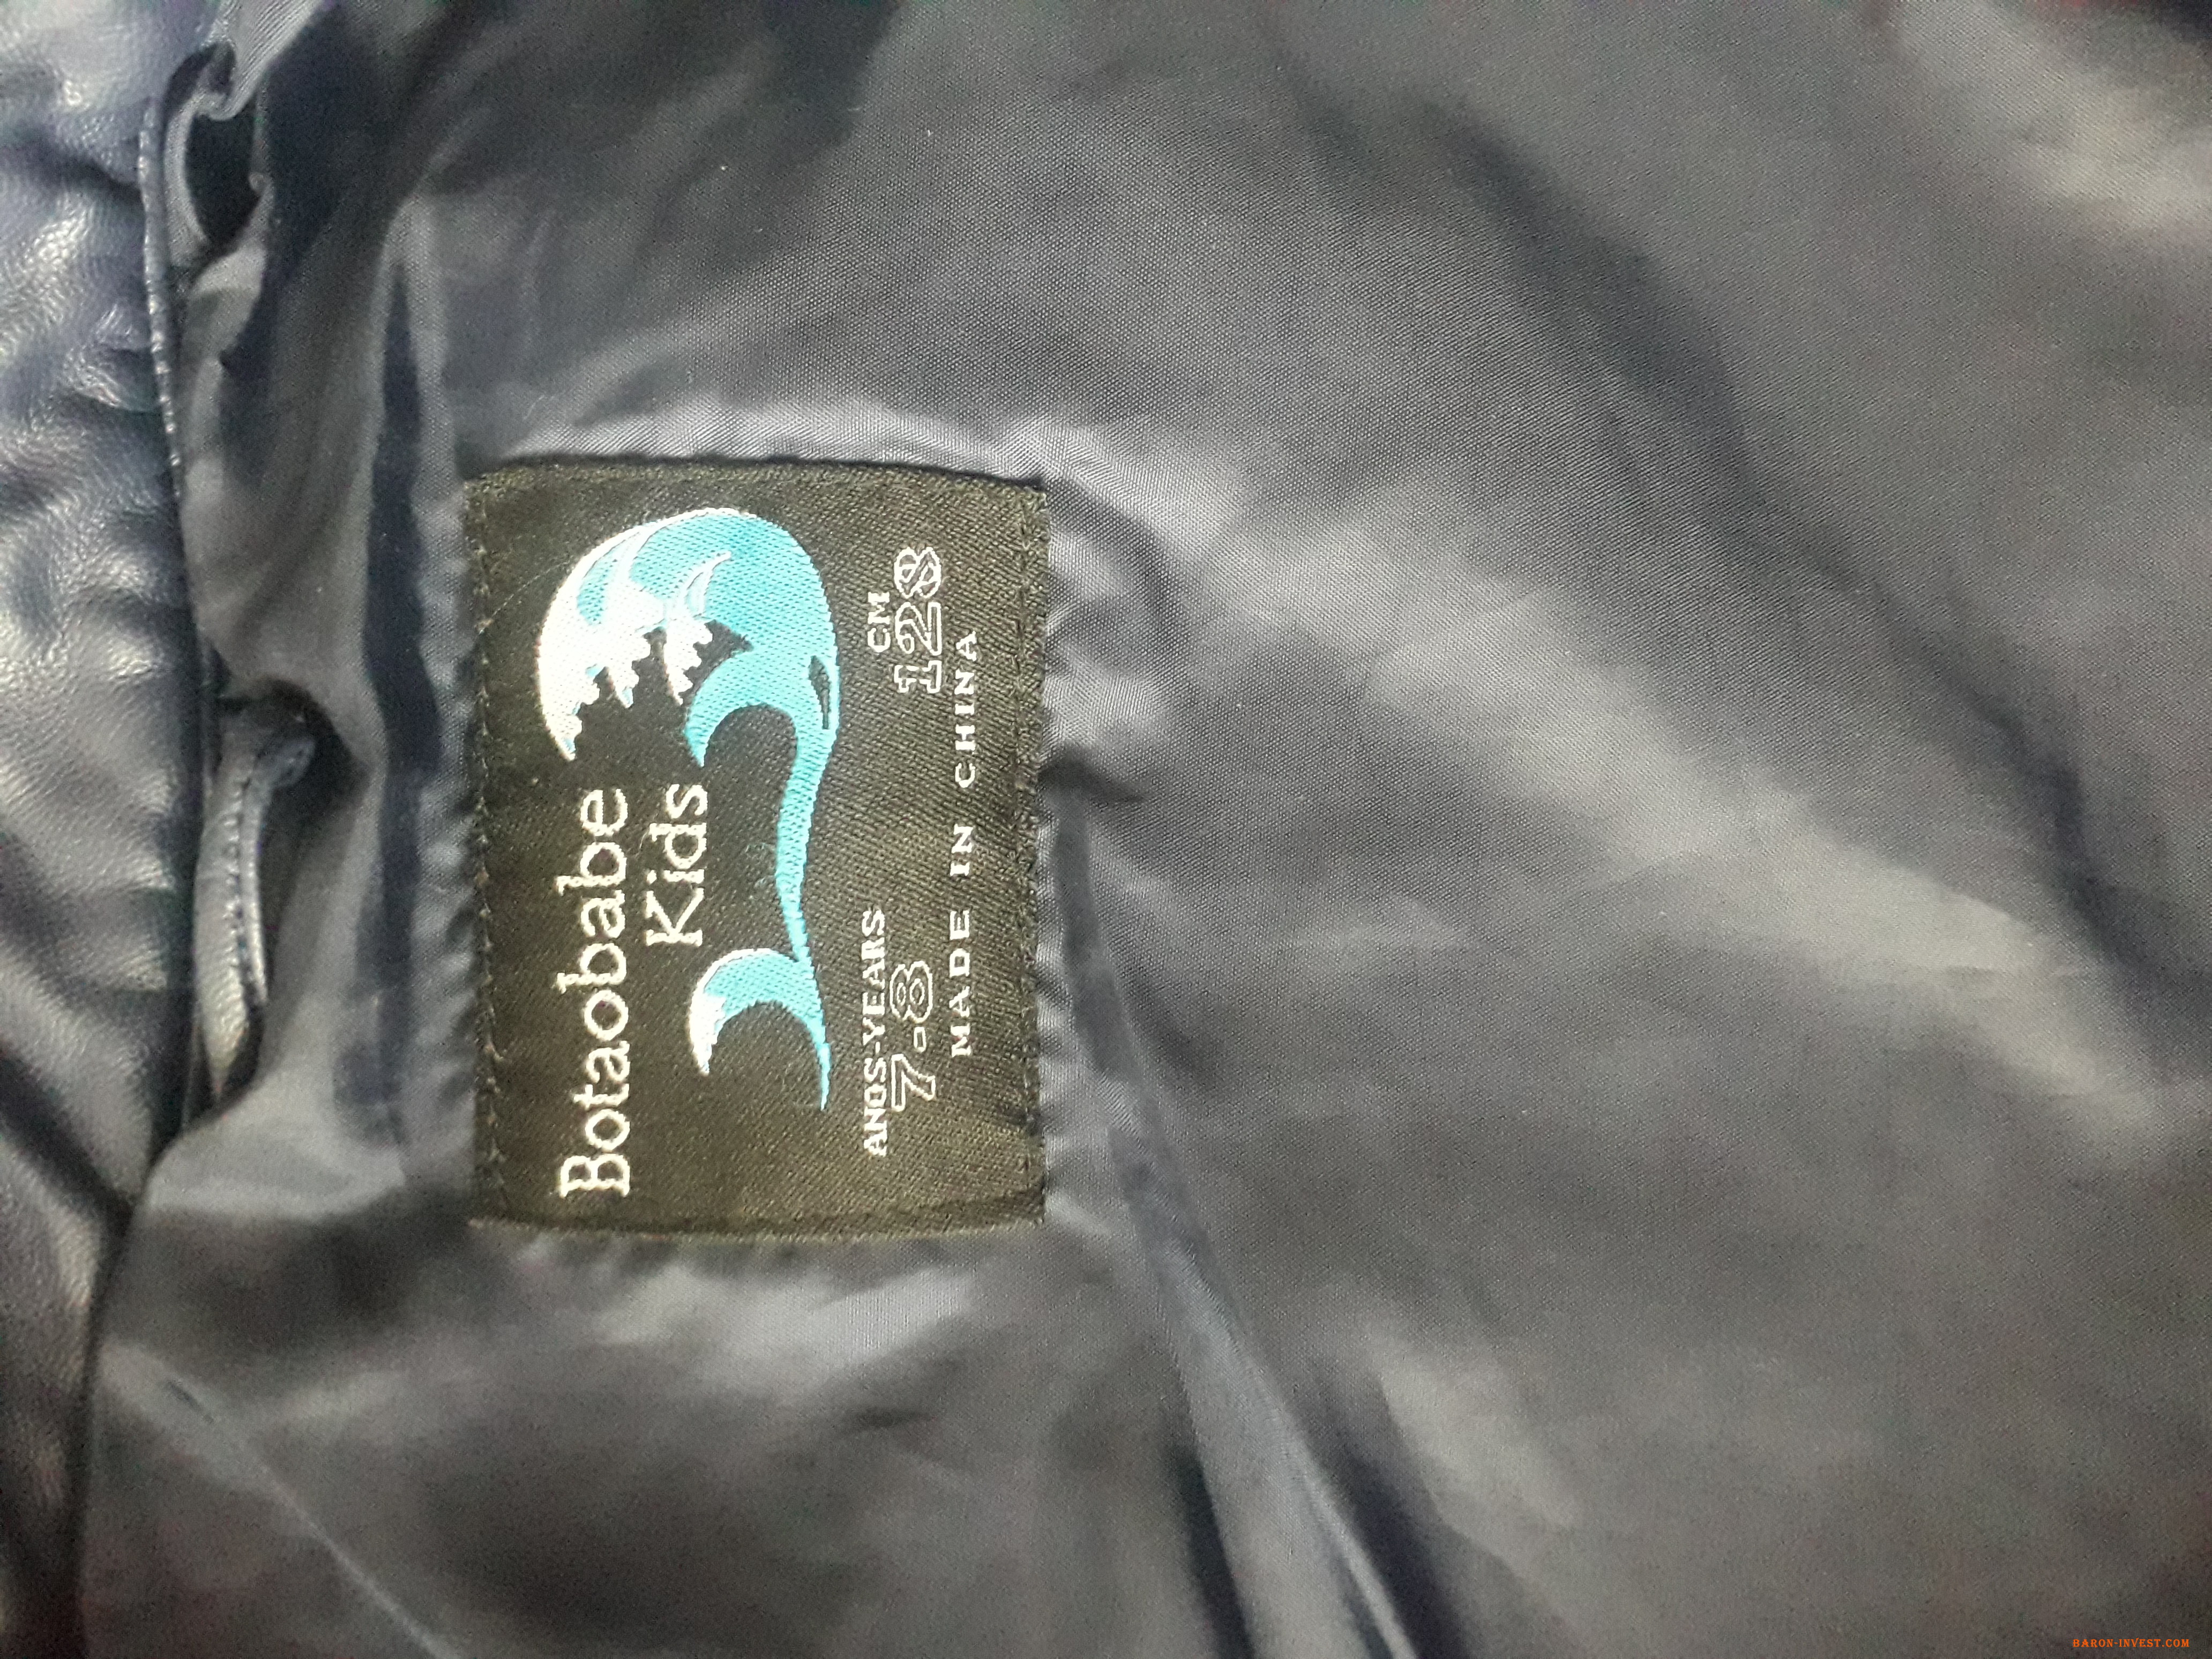 Botaobabe
Kids
ANOS-YEARS CM
7-8 128
MADE IN CHINA
BARON-INVEST.COM